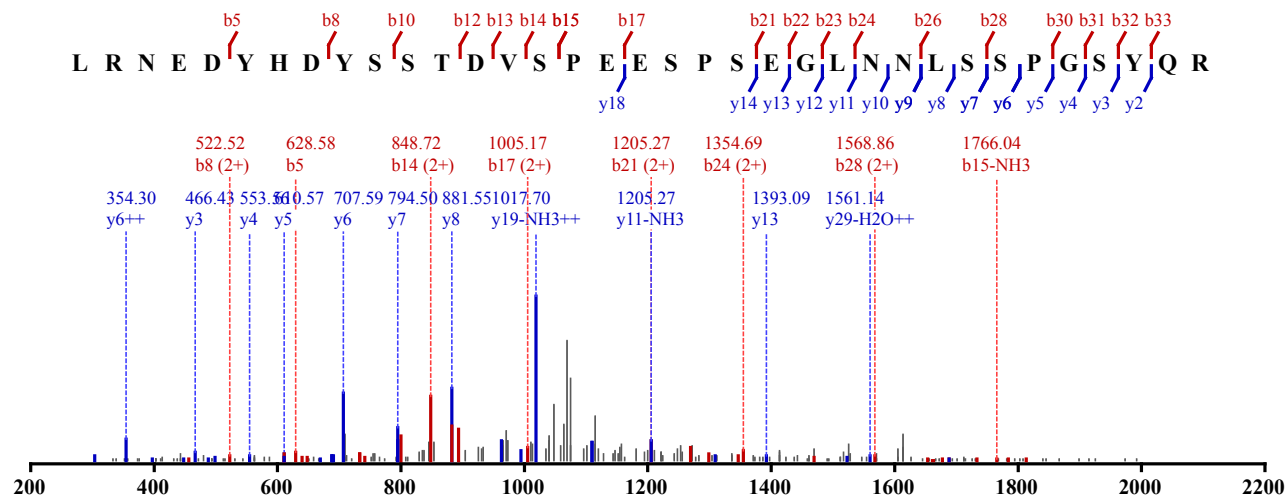 b5 b8 b10 b12 b13 b14 b15 b17 b21 b22 b23 b24 b26 b28 b30 b31 b32 b33
L R N E D Y H D Y S S T D V S P E E S P S E G L N N L S S P G S Y Q R
y18 y14 y13 y12 y11 y10 y9 y8 y7 y6 y5 y4 y3 y2
522.52 628.58 848.72 1005.17 1205.27 1354.69 1568.86 1766.04
b8 (2+) b5 b14 (2+) b17 (2+) b21 (2+) b24 (2+) b28 (2+) b15-NH3
354.30 466.43 553.56 610.57 707.59 794.50 881.55 1017.70 1205.27 1393.09 1561.14
y6++ y3 y4 y5 y6 y7 y8 y19-NH3++ y11-NH3 y13 y29-H2O++
200 400 600 800 1000 1200 1400 1600 1800 2000 2200